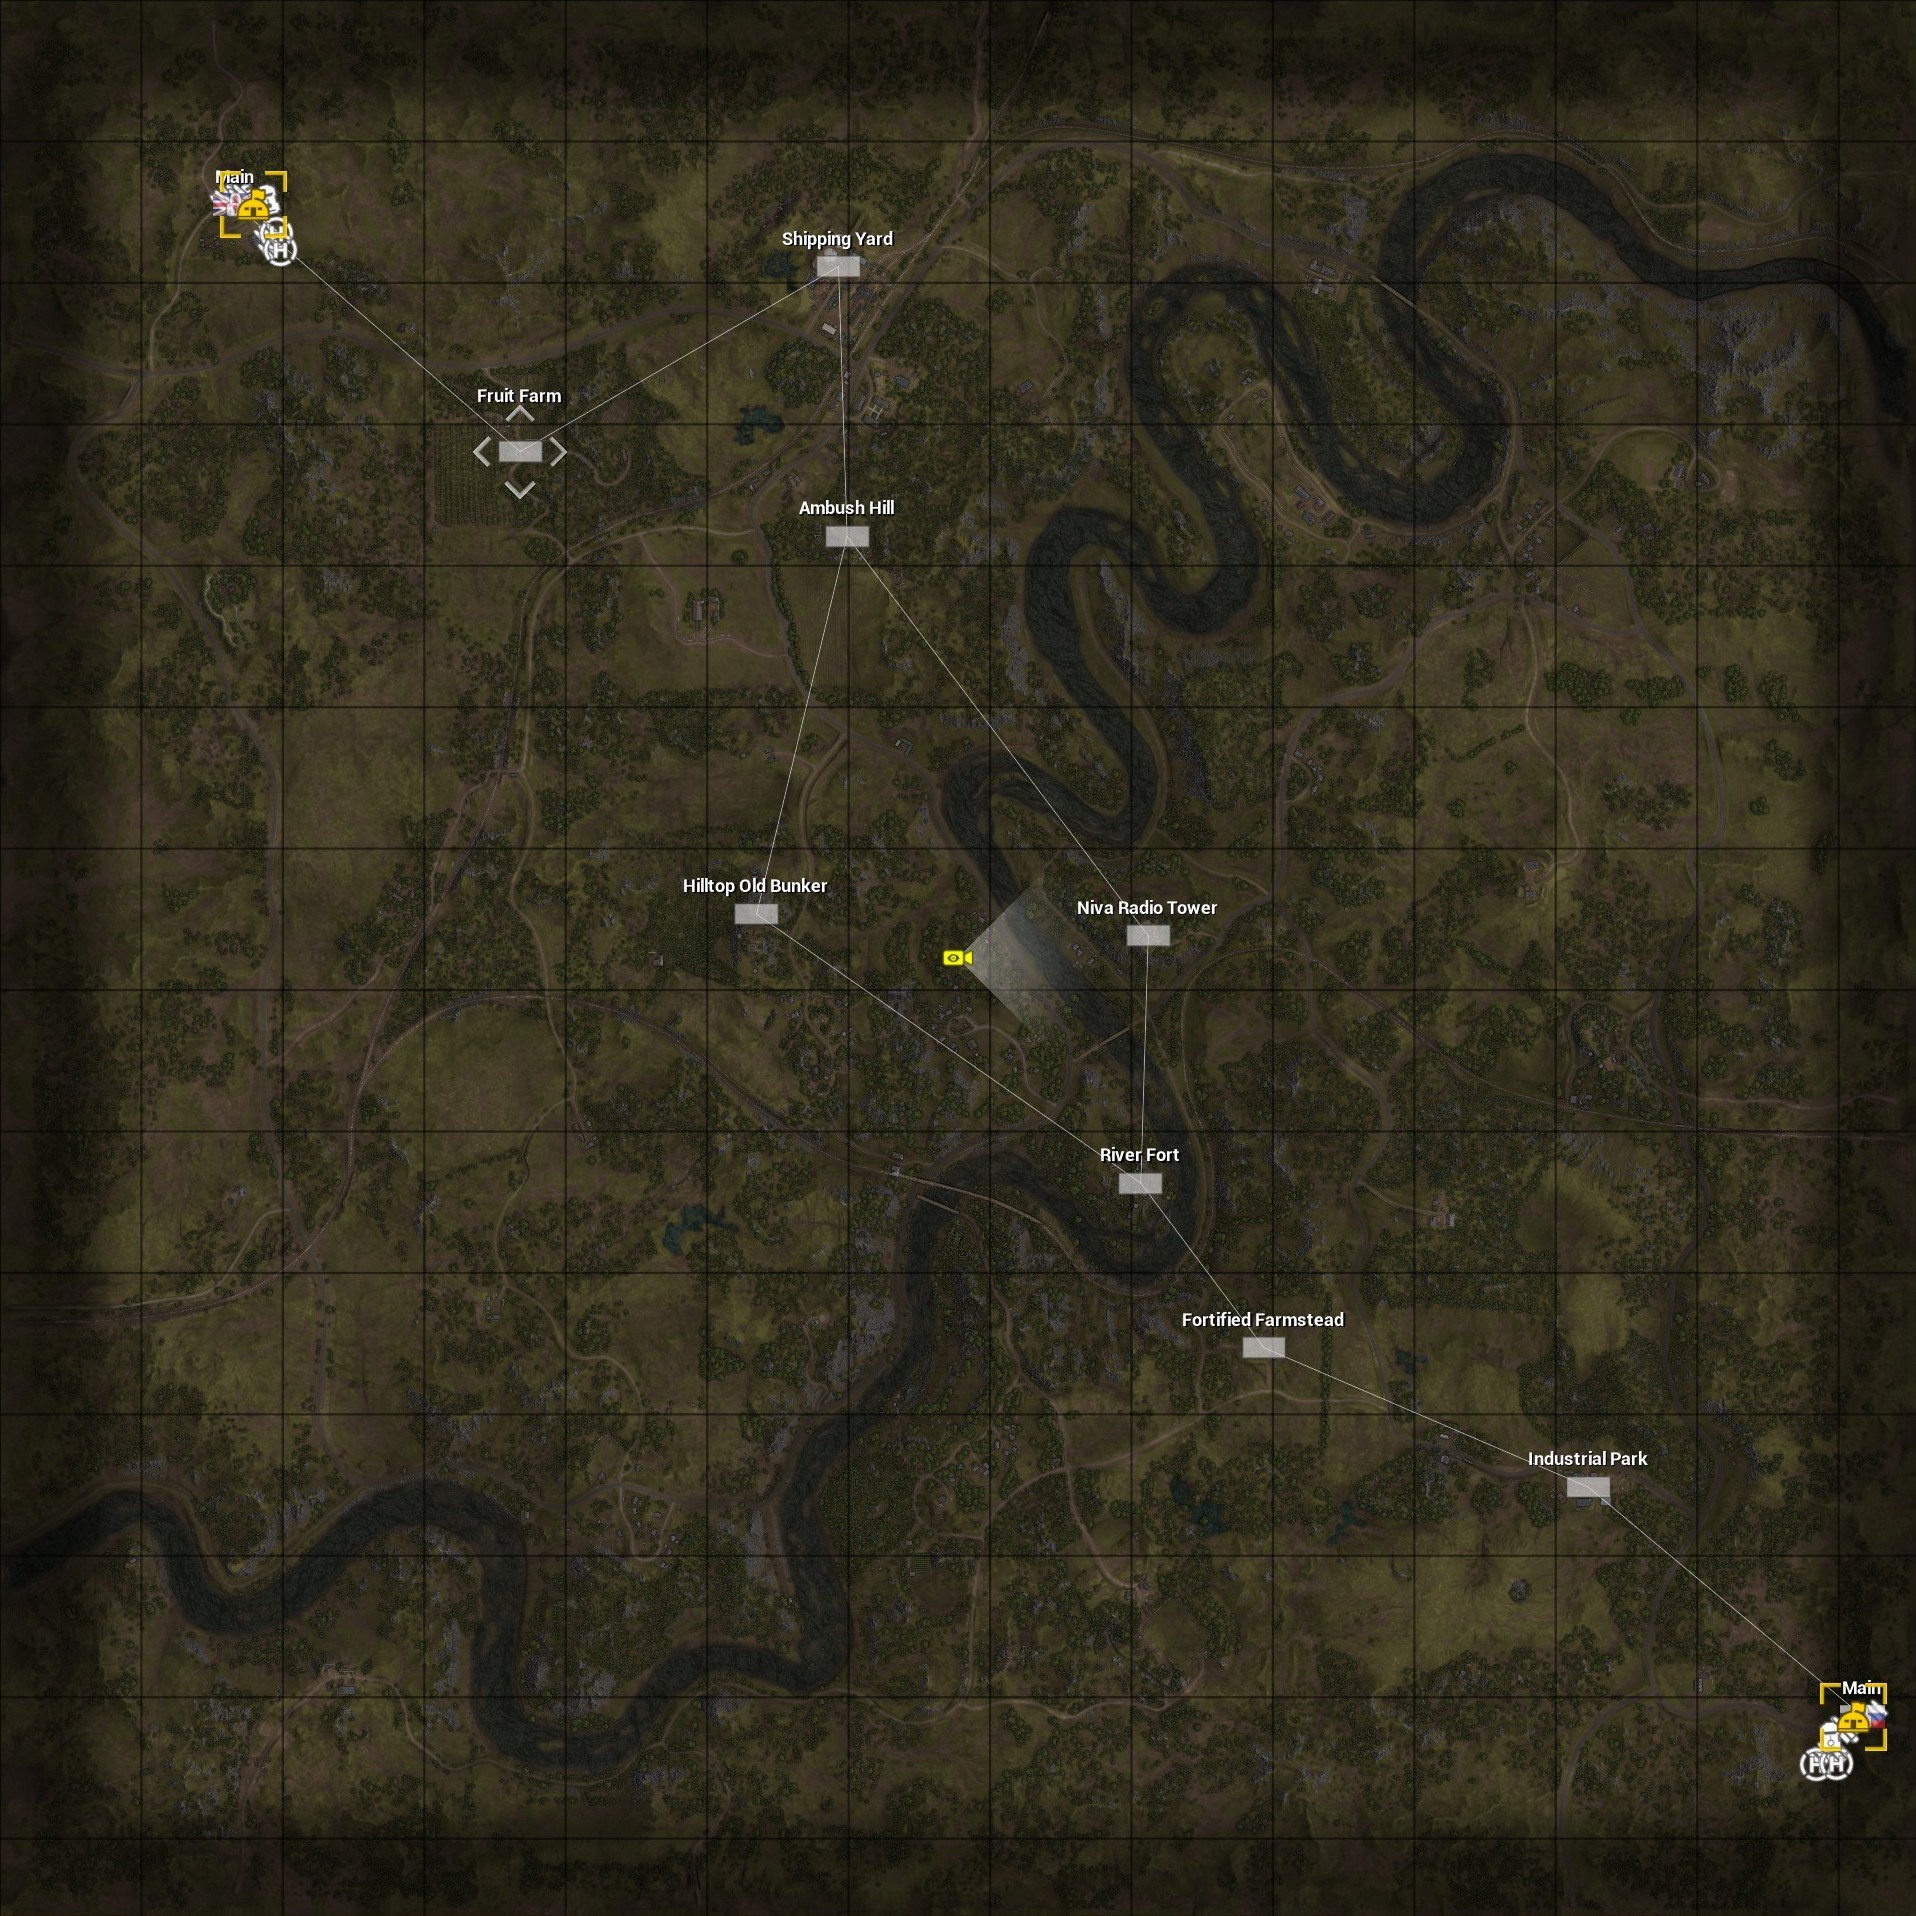 Main
Shipping Yard
Fruit Farm
Ambush Hill
Hilltop Old Bunker
Niva Radio Tower
River Fort
Fortified Farmstead
Industrial Park
Main
H
H
H
H